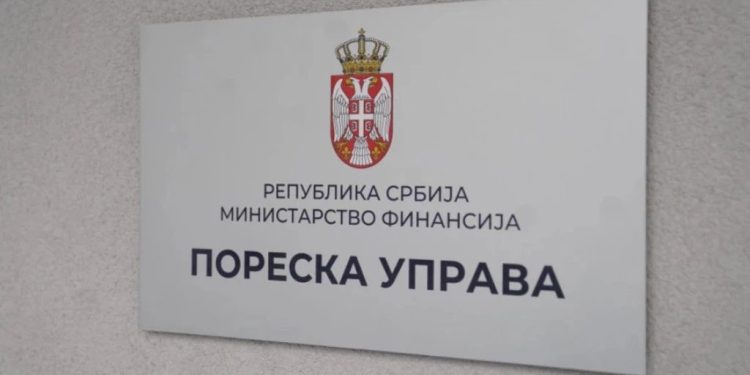 РЕПУБЛИКА СРБИЈА
МИНИСТАРСТВО ФИНАНСИЈА
ПОРЕСКА УПРАВА